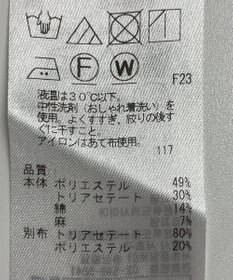 F W
F23
液温は30℃以下。
中性洗剤(おしゃれ着洗い)を
使用。よくすすぎ、絞りの後す
ぐに干すこと。
アイロンはあて布使用。
117
品質
本体 ポリエステル 49%
トリアセテート 30%
綿 14%
麻 7%
別布 トリアセテート 80%
ポリエステル 20%